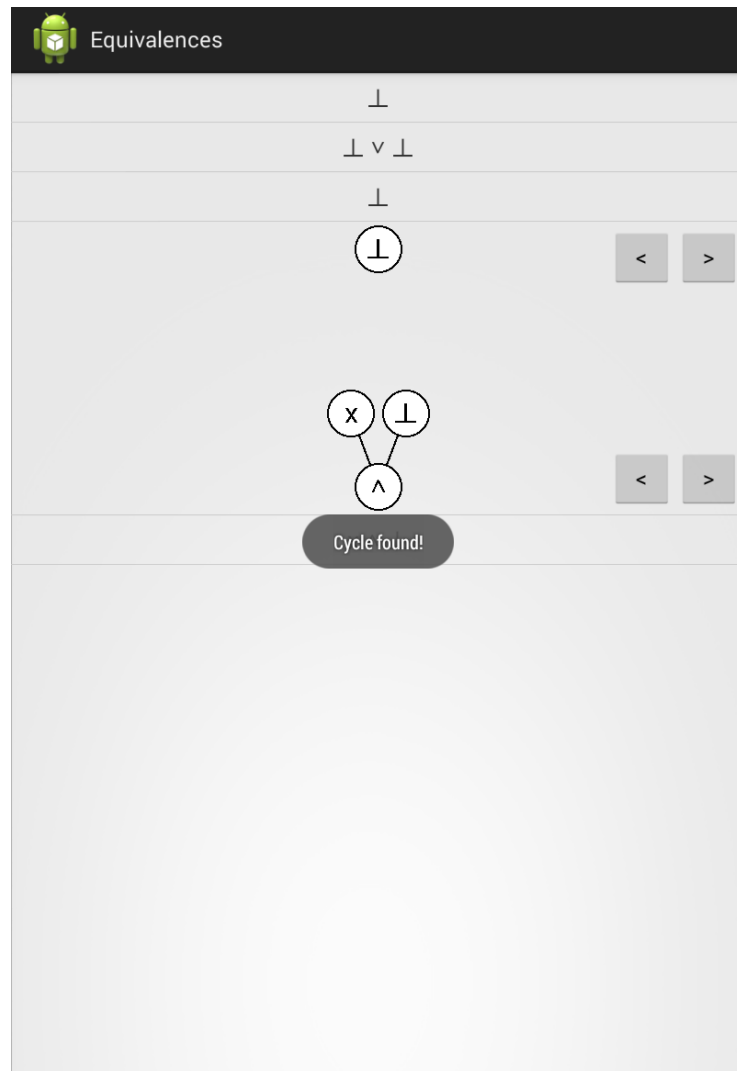 Equivalences
⊥
⊥ ∨ ⊥
⊥
⊥
< >
x ⊥
∧
< >
Cycle found!